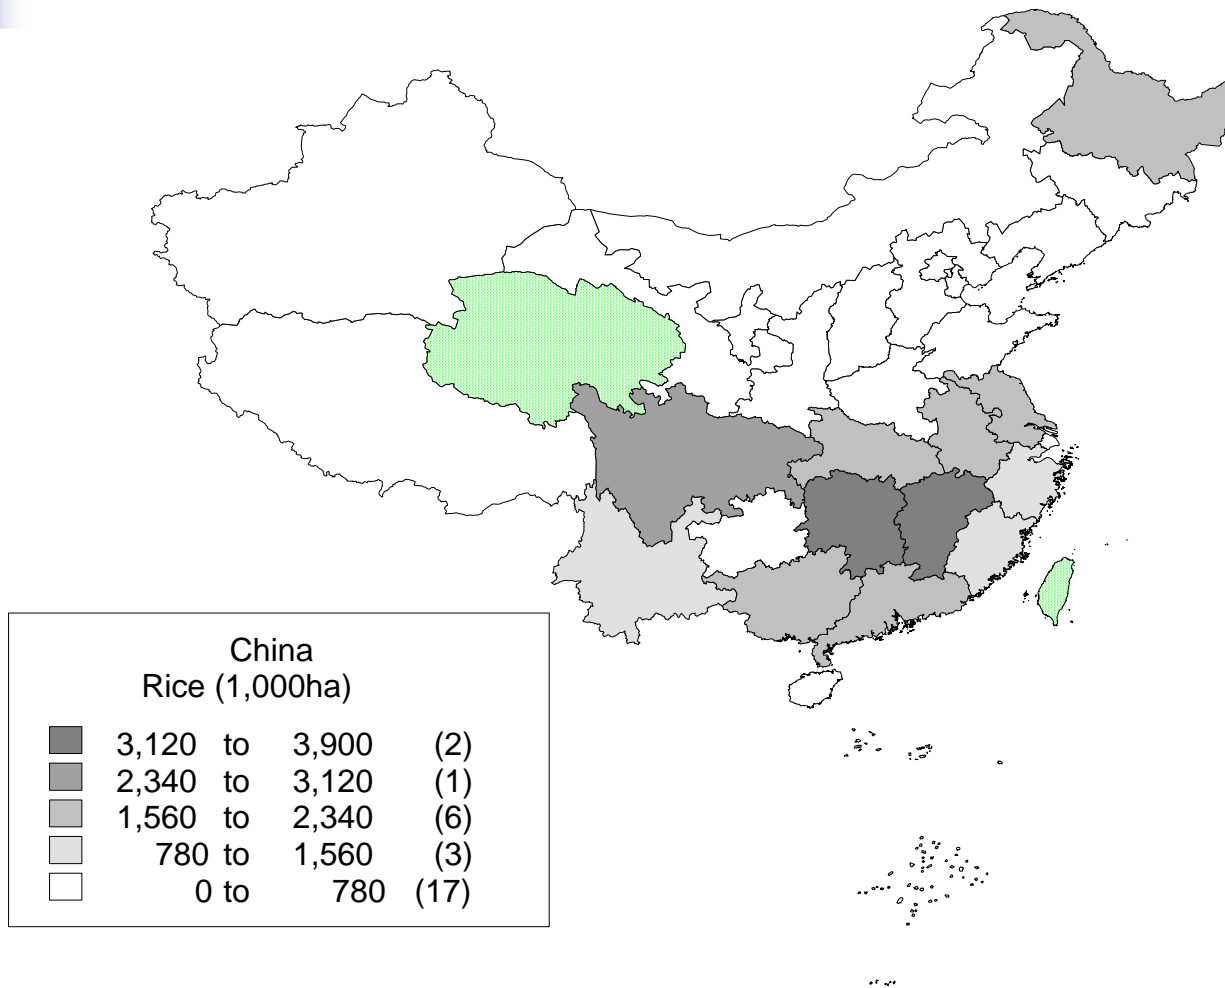 China
Rice (1,000ha)
3,120 to 3,900 (2)
2,340 to 3,120 (1)
1,560 to 2,340 (6)
780 to 1,560 (3)
0 to 780 (17)